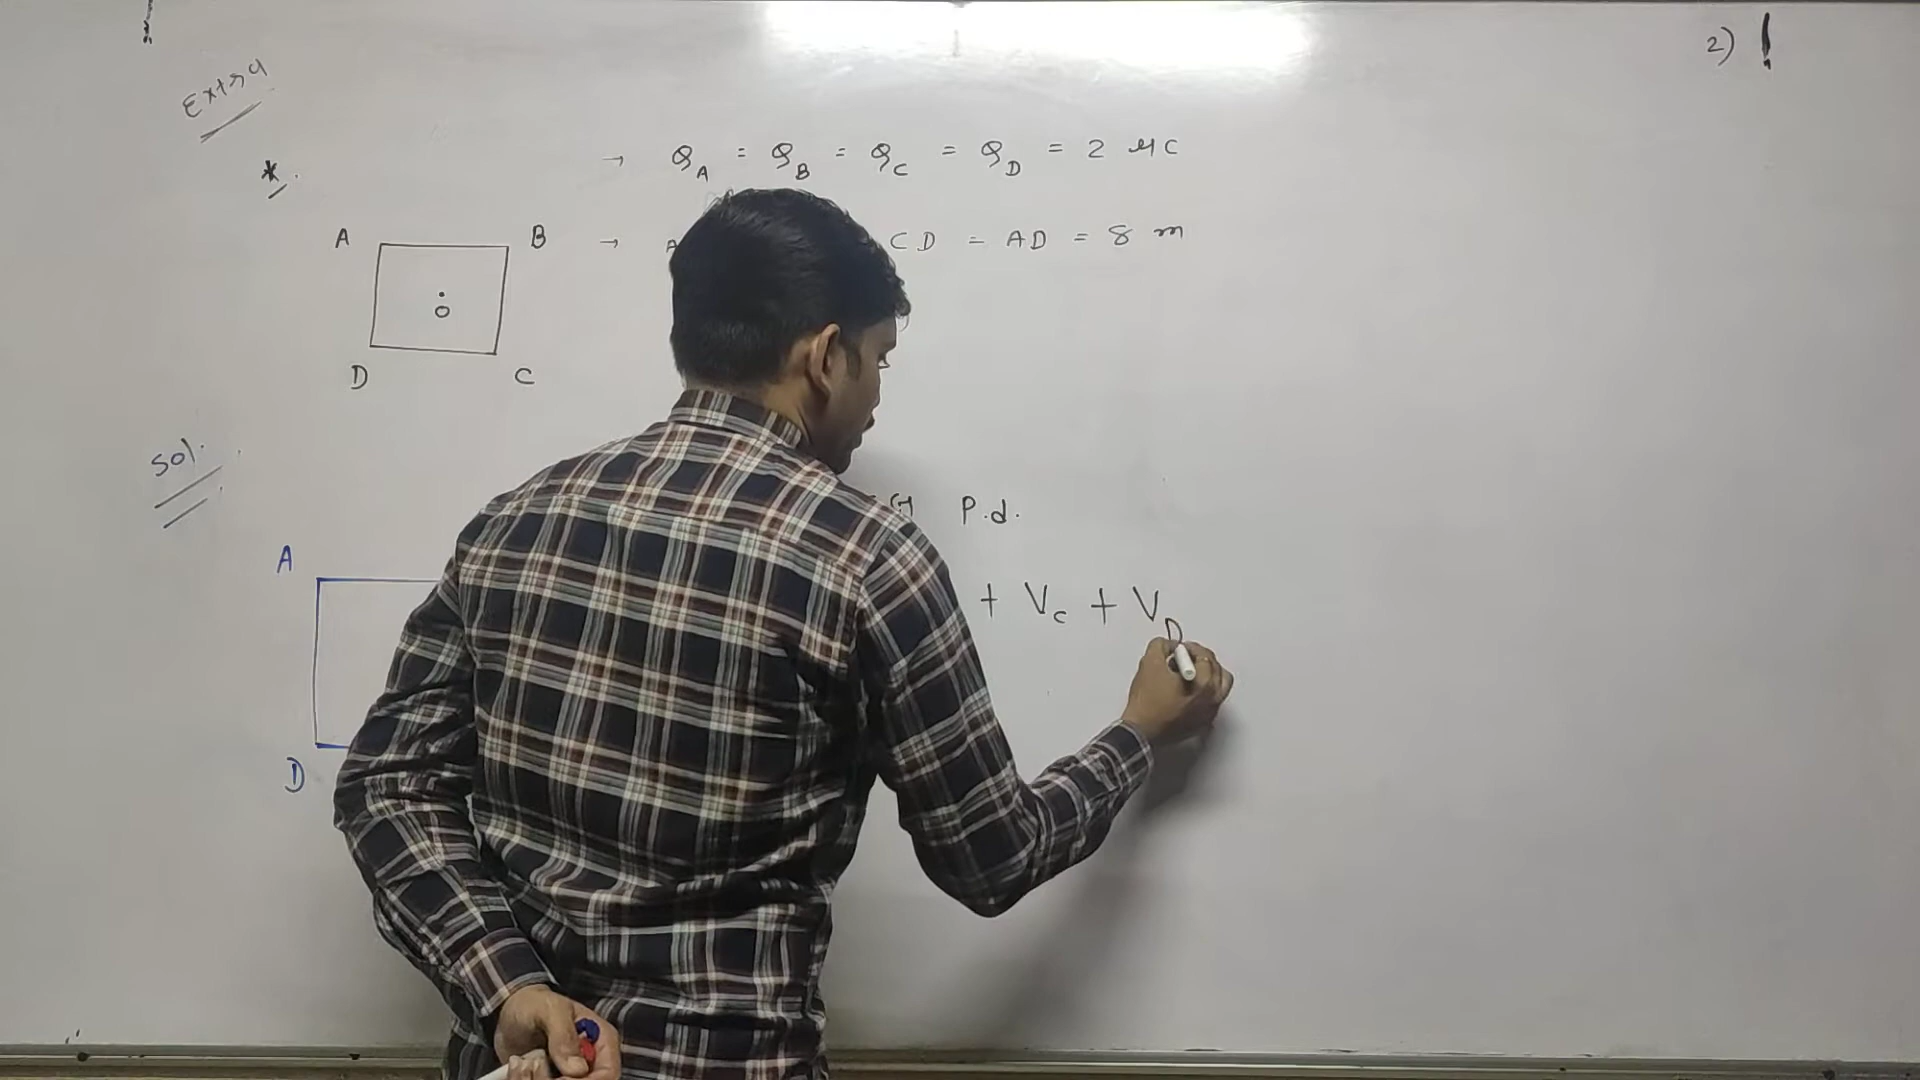 2)
Extra
*.
→ Q_A = Q_B = Q_C = Q_D = 2 μC
A B → A CD = AD = 8 m
O
D C
Sol.
P.d.
A
+ V_C + V_D
D